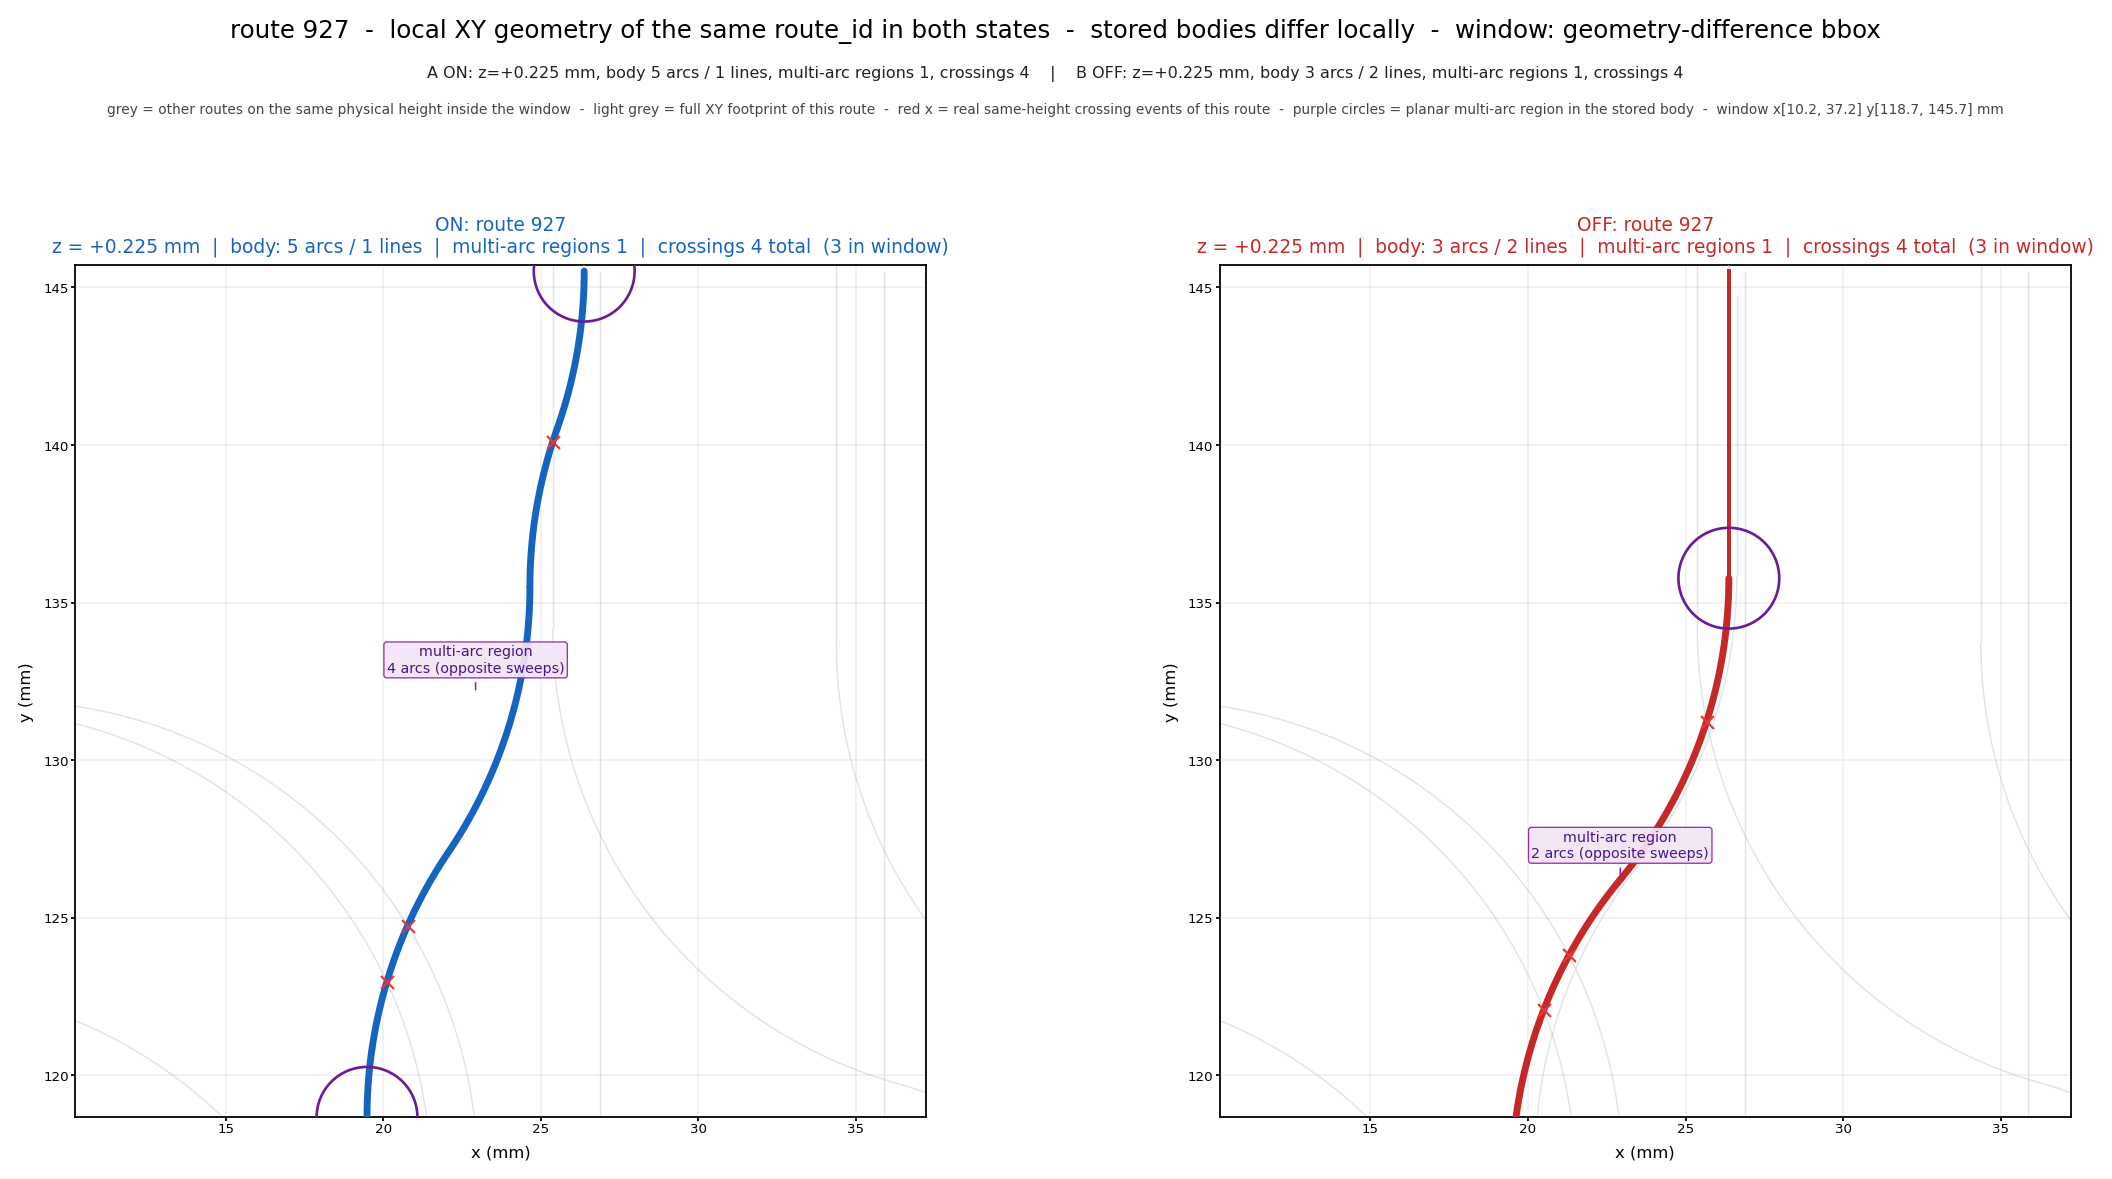 route 927  -  local XY geometry of the same route_id in both states  -  stored bodies differ locally  -  window: geometry-difference bbox
A ON: z=+0.225 mm, body 5 arcs / 1 lines, multi-arc regions 1, crossings 4    |    B OFF: z=+0.225 mm, body 3 arcs / 2 lines, multi-arc regions 1, crossings 4
grey = other routes on the same physical height inside the window  -  light grey = full XY footprint of this route  -  red x = real same-height crossing events of this route  -  purple circles = planar multi-arc region in the stored body  -  window x[10.2, 37.2] y[118.7, 145.7] mm
ON: route 927
z = +0.225 mm  |  body: 5 arcs / 1 lines  |  multi-arc regions 1  |  crossings 4 total  (3 in window)
145
140
135
130
125
120
y (mm)
multi-arc region
4 arcs (opposite sweeps)
15
20
25
30
35
x (mm)
OFF: route 927
z = +0.225 mm  |  body: 3 arcs / 2 lines  |  multi-arc regions 1  |  crossings 4 total  (3 in window)
145
140
135
130
125
120
y (mm)
multi-arc region
2 arcs (opposite sweeps)
15
20
25
30
35
x (mm)